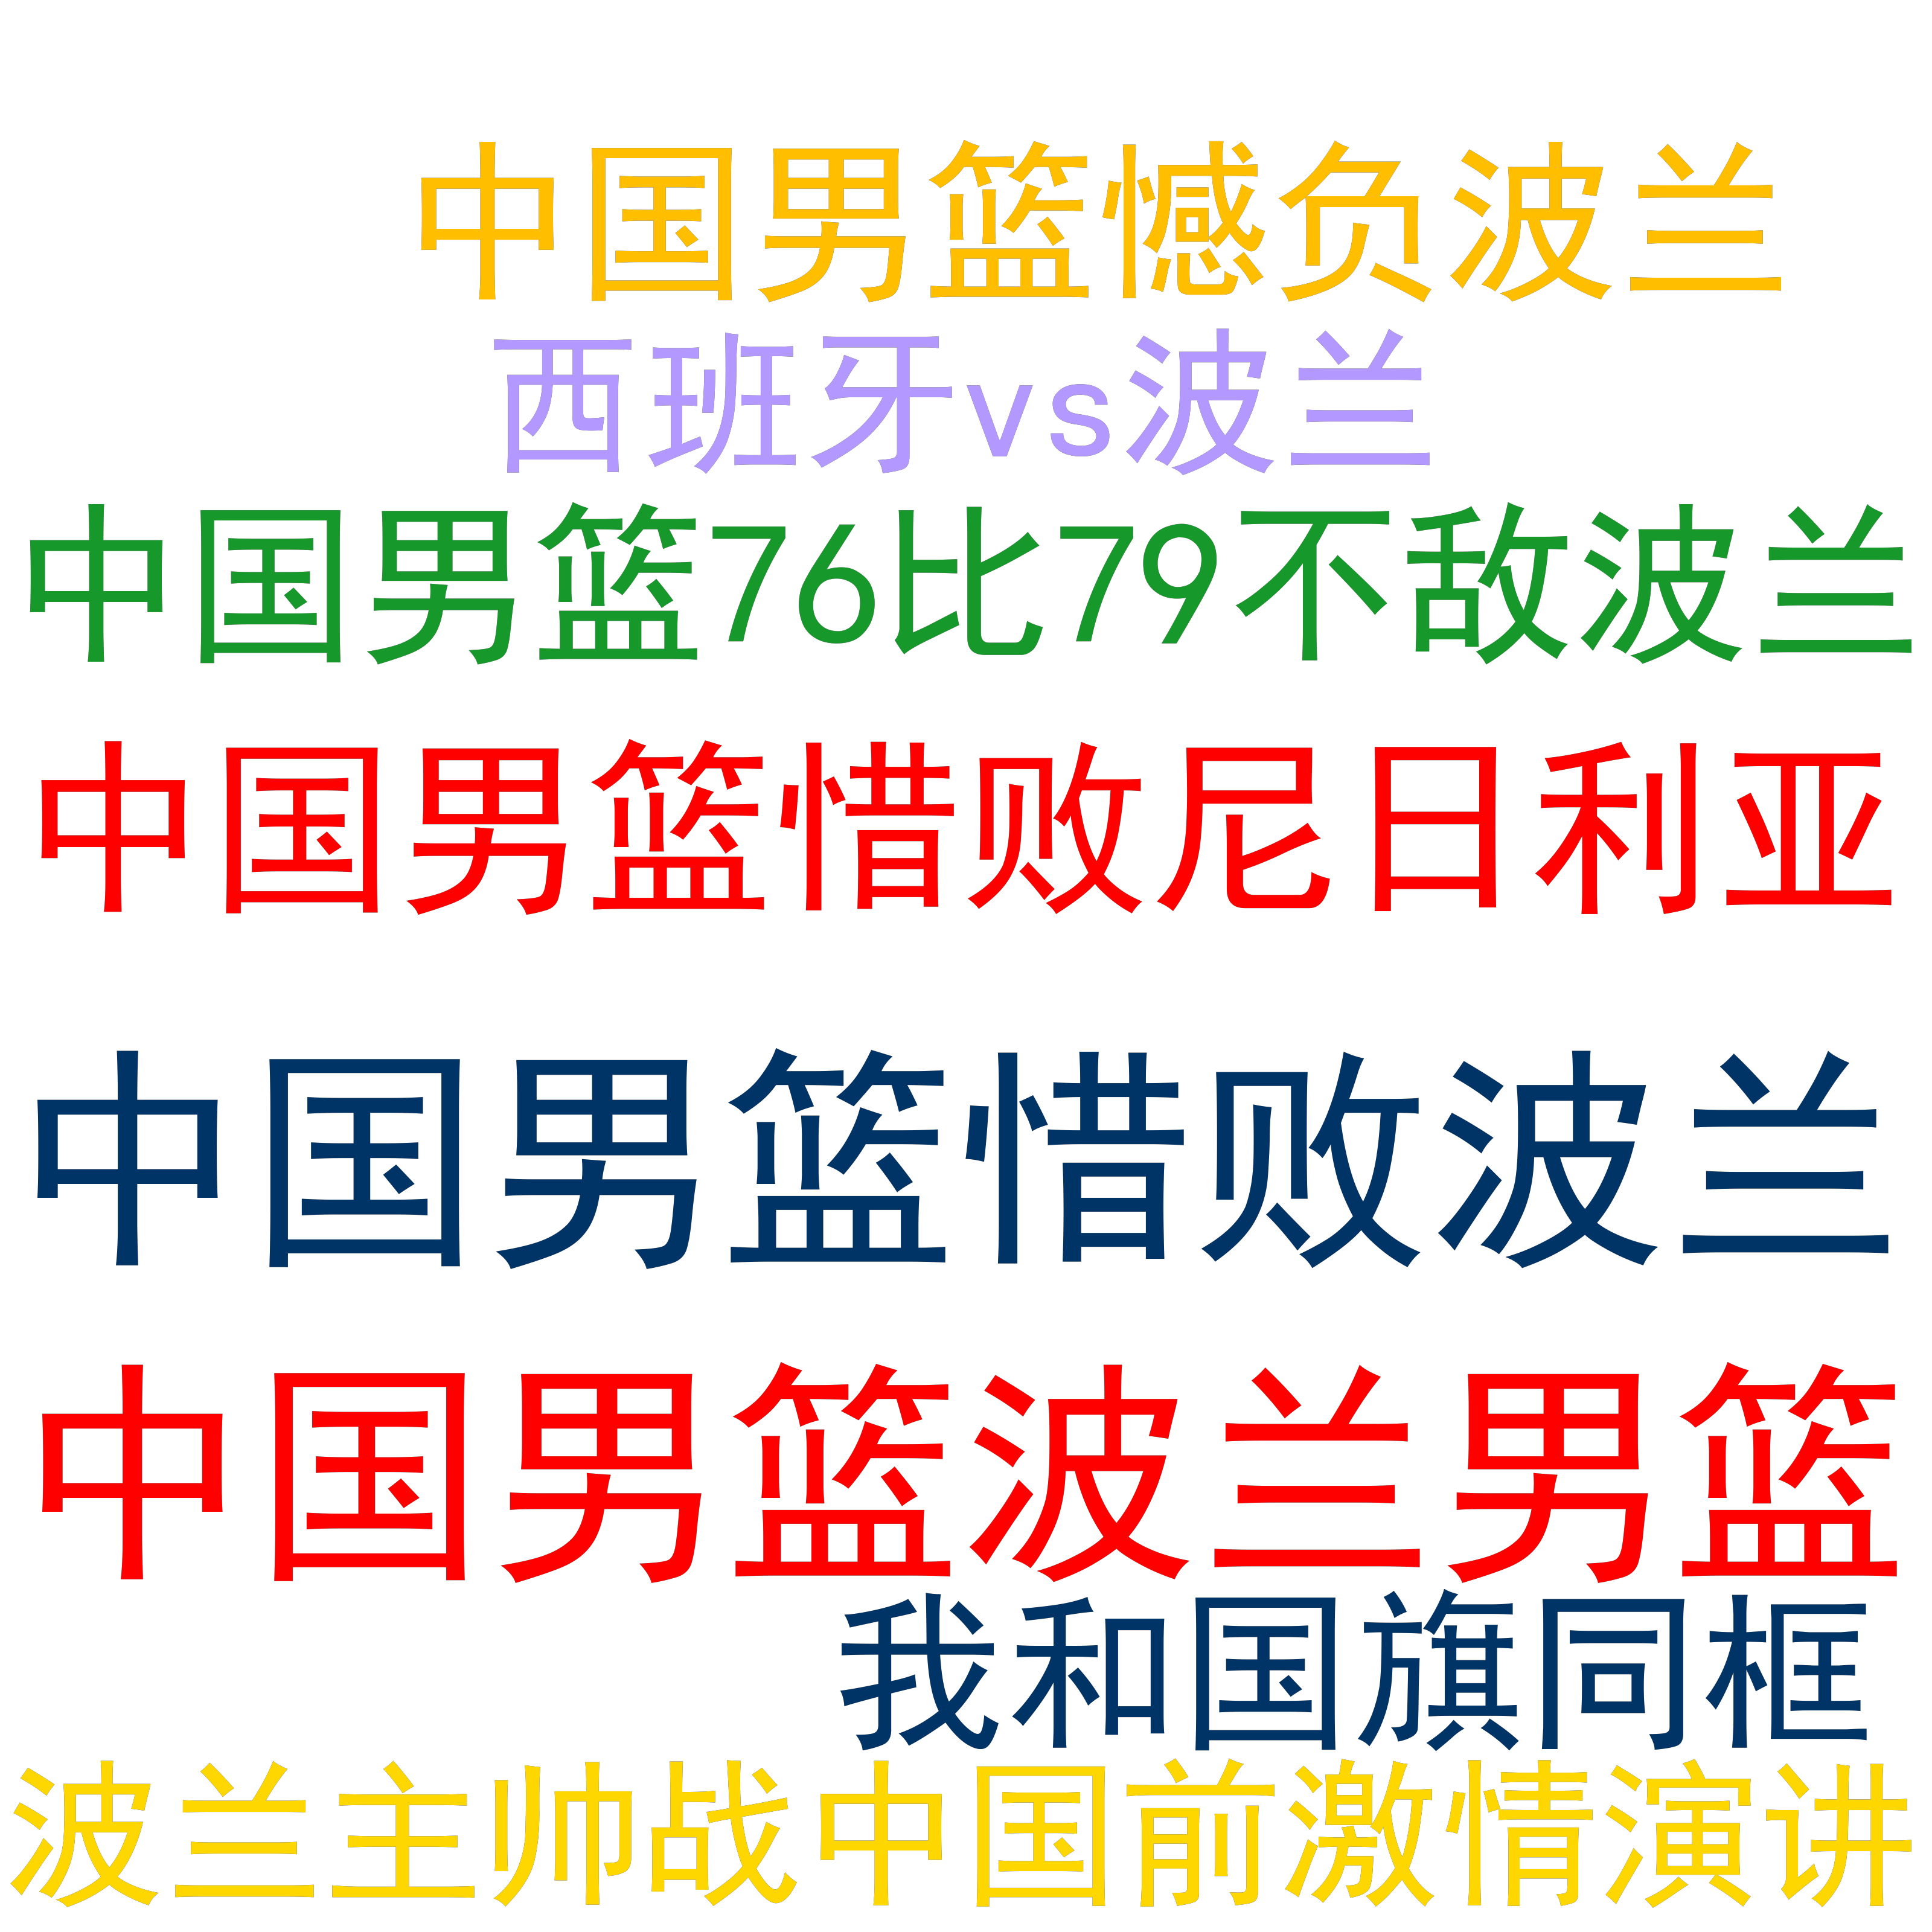 中国男篮憾负波兰
西班牙vs波兰
中国男篮76比79不敌波兰
中国男篮惜败尼日利亚
中国男篮惜败波兰
中国男篮波兰男篮
我和国旗同框
波兰主帅战中国前激情演讲